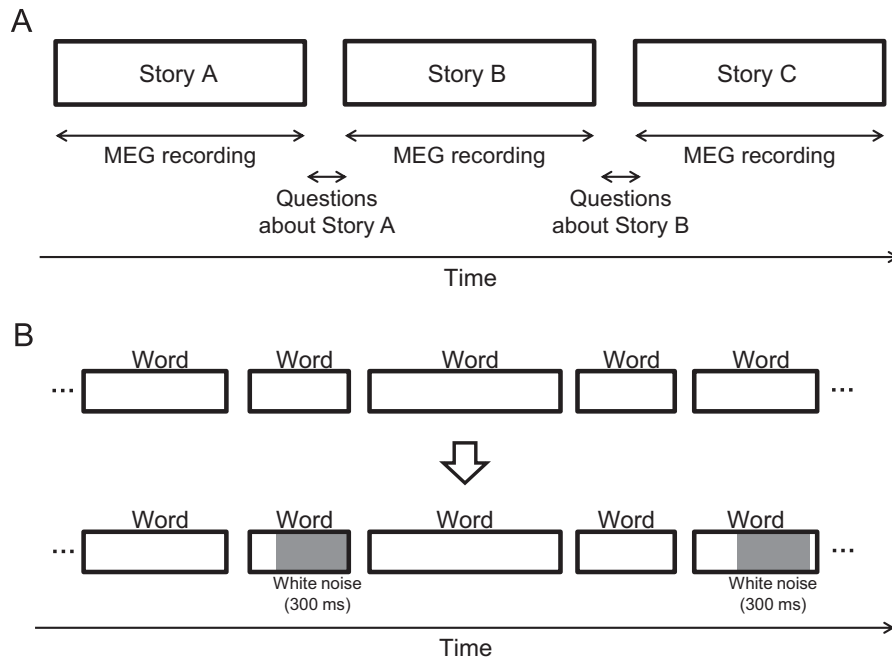 A
Story A Story B Story C
MEG recording MEG recording MEG recording
Questions Questions
about Story A about Story B
Time
B
Word Word Word Word Word
... ...
Word Word Word Word Word
... ...
White noise White noise
(300 ms) (300 ms)
Time